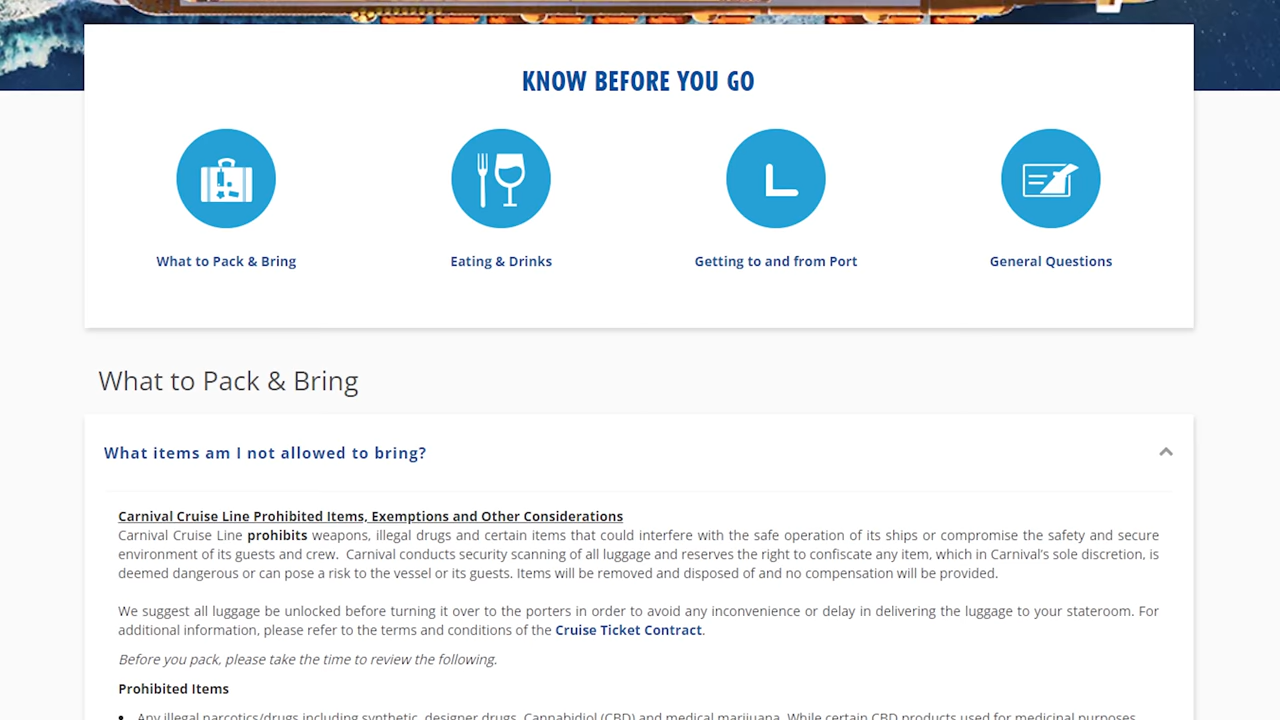 KNOW BEFORE YOU GO
What to Pack & Bring
Eating & Drinks
Getting to and from Port
General Questions
What to Pack & Bring
What items am I not allowed to bring?
Carnival Cruise Line Prohibited Items, Exemptions and Other Considerations
Carnival Cruise Line prohibits weapons, illegal drugs and certain items that could interfere with the safe operation of its ships or compromise the safety and secure
environment of its guests and crew. Carnival conducts security scanning of all luggage and reserves the right to confiscate any item, which in Carnival's sole discretion, is
deemed dangerous or can pose a risk to the vessel or its guests. Items will be removed and disposed of and no compensation will be provided.
We suggest all luggage be unlocked before turning it over to the porters in order to avoid any inconvenience or delay in delivering the luggage to your stateroom. For
additional information, please refer to the terms and conditions of the Cruise Ticket Contract.
Before you pack, please take the time to review the following.
Prohibited Items
• Any illegal narcotics/drugs including synthetic, designer drugs, Cannabidiol (CBD) and medical marijuana. While certain CBD products used for medicinal purposes